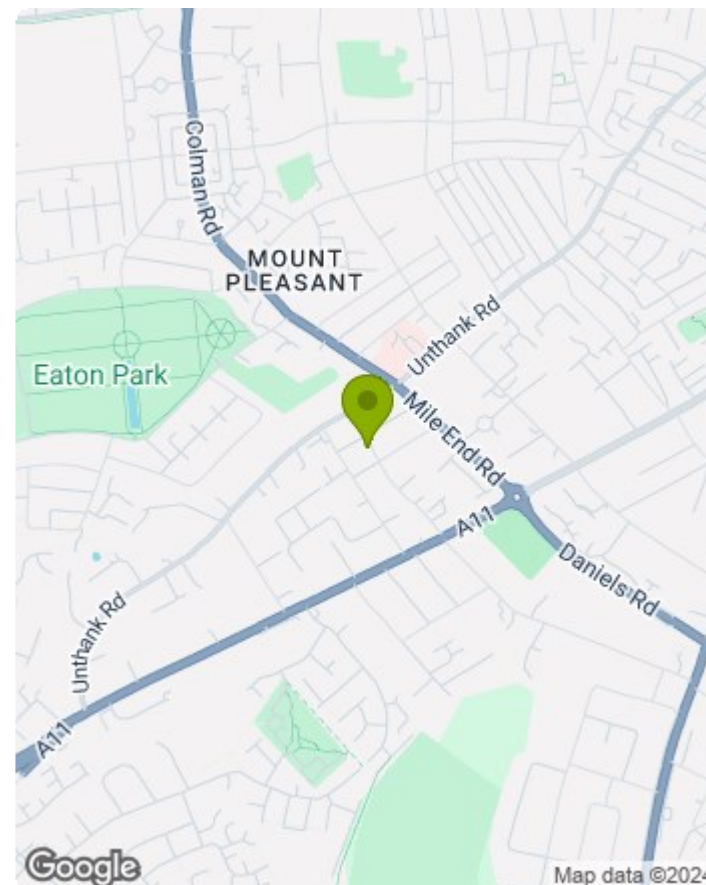 Colman Rd
MOUNT
PLEASANT
Unthank Rd
Eaton Park
Mile End Rd
A11
Daniels Rd
Unthank Rd
A11
Google
Map data ©2024